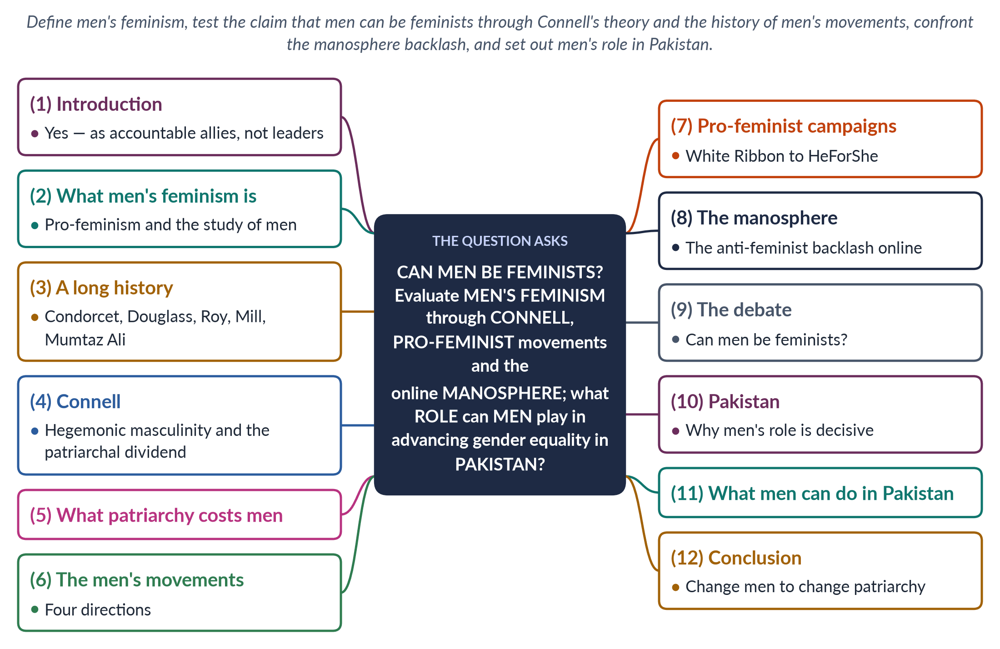 Define men's feminism, test the claim that men can be feminists through Connell's theory and the history of men's movements, confront
the manosphere backlash, and set out men's role in Pakistan.
(1) Introduction
• Yes — as accountable allies, not leaders
(2) What men's feminism is
• Pro-feminism and the study of men
(3) A long history
• Condorcet, Douglass, Roy, Mill,
Mumtaz Ali
(4) Connell
• Hegemonic masculinity and the
patriarchal dividend
(5) What patriarchy costs men
(6) The men's movements
• Four directions
THE QUESTION ASKS
CAN MEN BE FEMINISTS?
Evaluate MEN'S FEMINISM
through CONNELL,
PRO-FEMINIST movements
and the
online MANOSPHERE; what
ROLE can MEN play in
advancing gender equality in
PAKISTAN?
(7) Pro-feminist campaigns
• White Ribbon to HeForShe
(8) The manosphere
• The anti-feminist backlash online
(9) The debate
• Can men be feminists?
(10) Pakistan
• Why men's role is decisive
(11) What men can do in Pakistan
(12) Conclusion
• Change men to change patriarchy